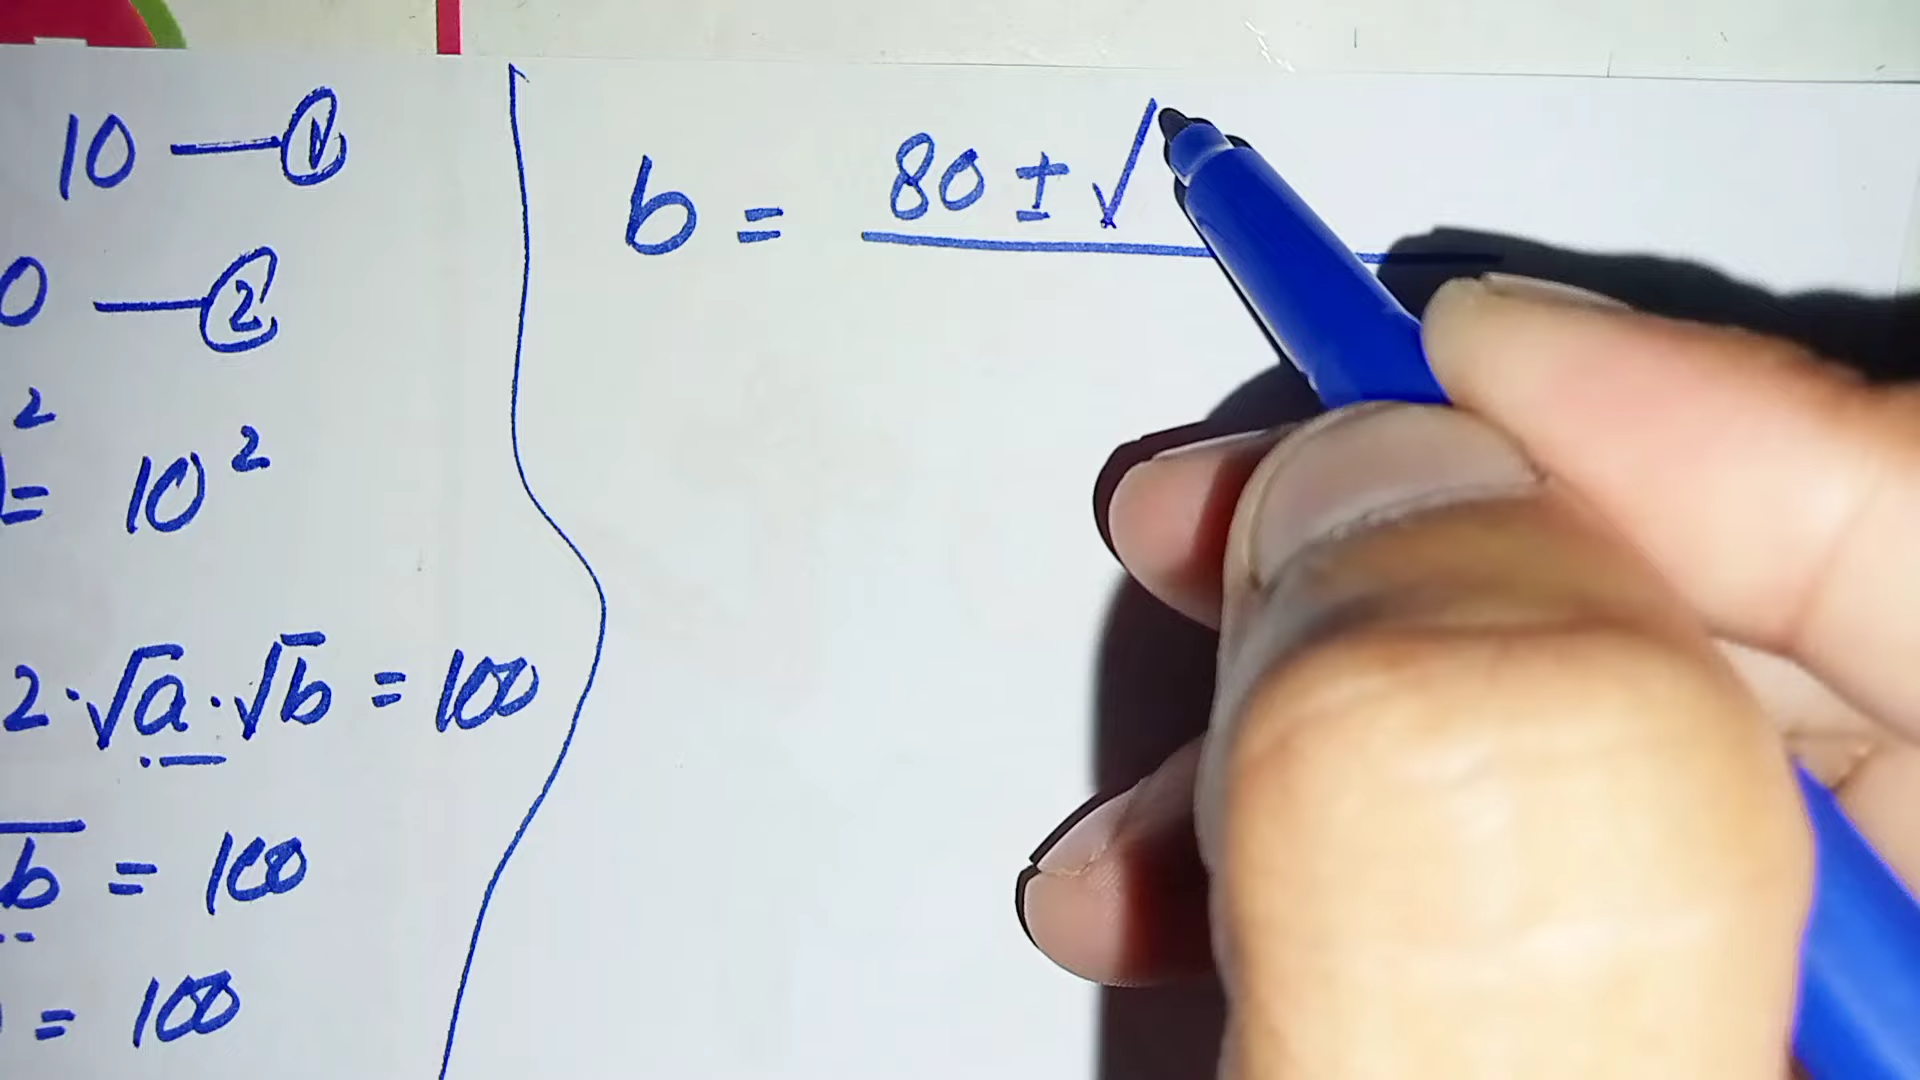 10 — ①
0 — ②
2
= 10²
2·√a·√b = 100
b = 100
= 100
b = 80 ± √